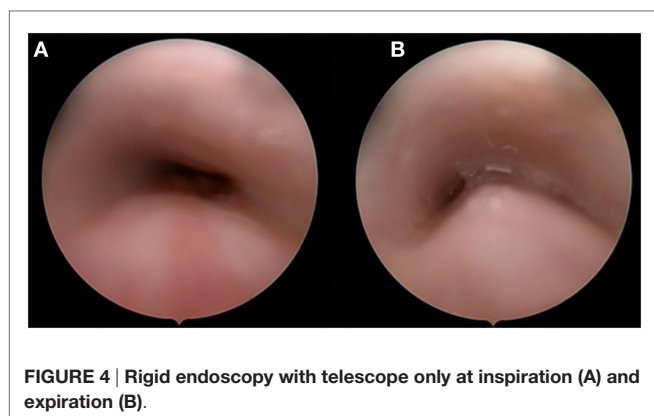 A B
FIGURE 4 | Rigid endoscopy with telescope only at inspiration (A) and
expiration (B).